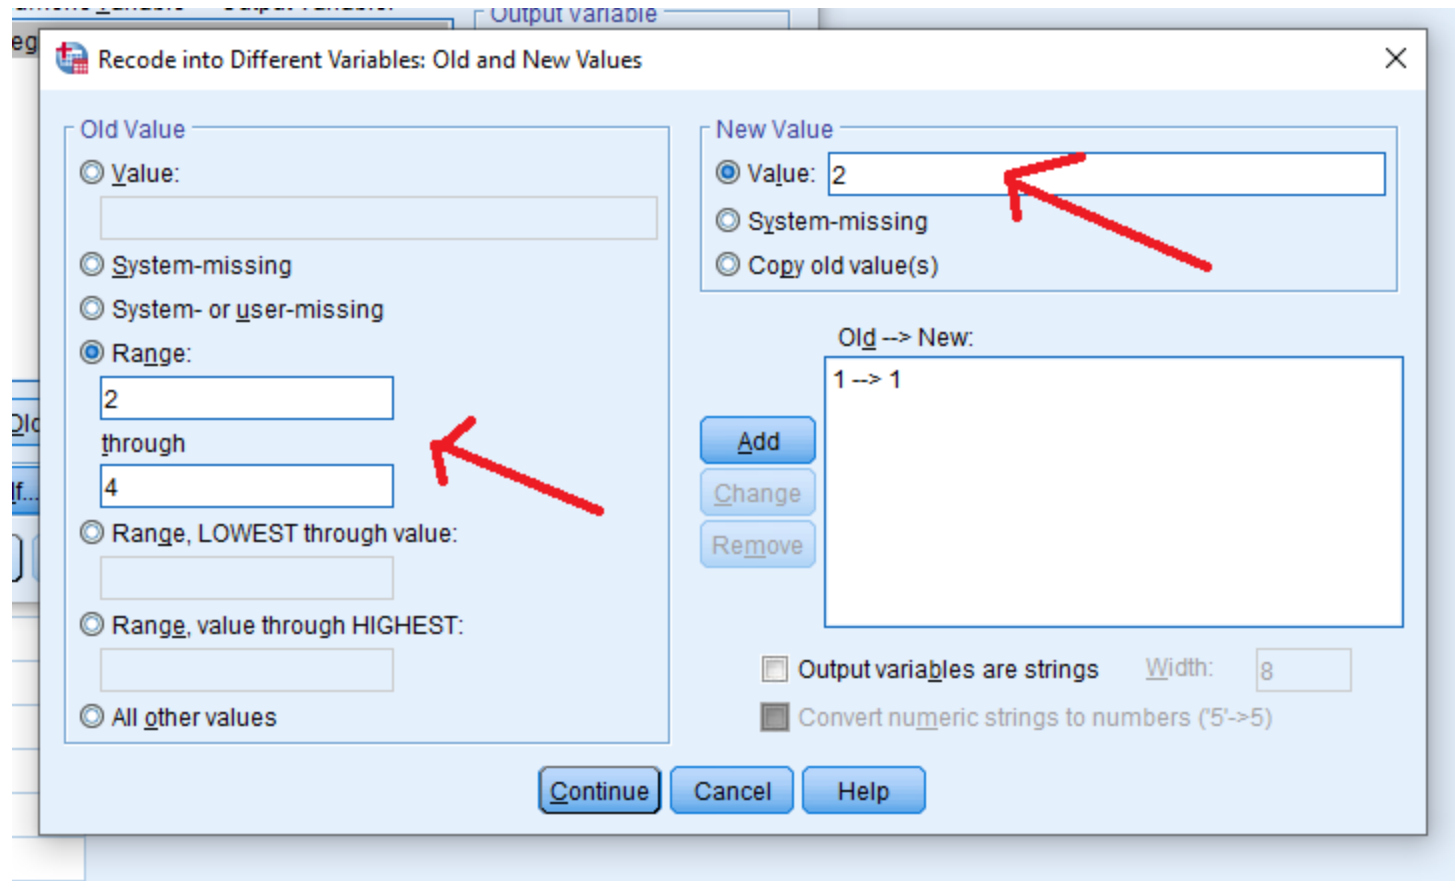 Output Variable
eg
Recode into Different Variables: Old and New Values
Old Value
Value:
System-missing
System- or user-missing
Range:
2
through
4
Range, LOWEST through value:
Range, value through HIGHEST:
All other values
New Value
Value: 2
System-missing
Copy old value(s)
Old --> New:
1 --> 1
Add
Change
Remove
Output variables are strings Width: 8
Convert numeric strings to numbers ('5'->5)
Old
If...
Continue Cancel Help